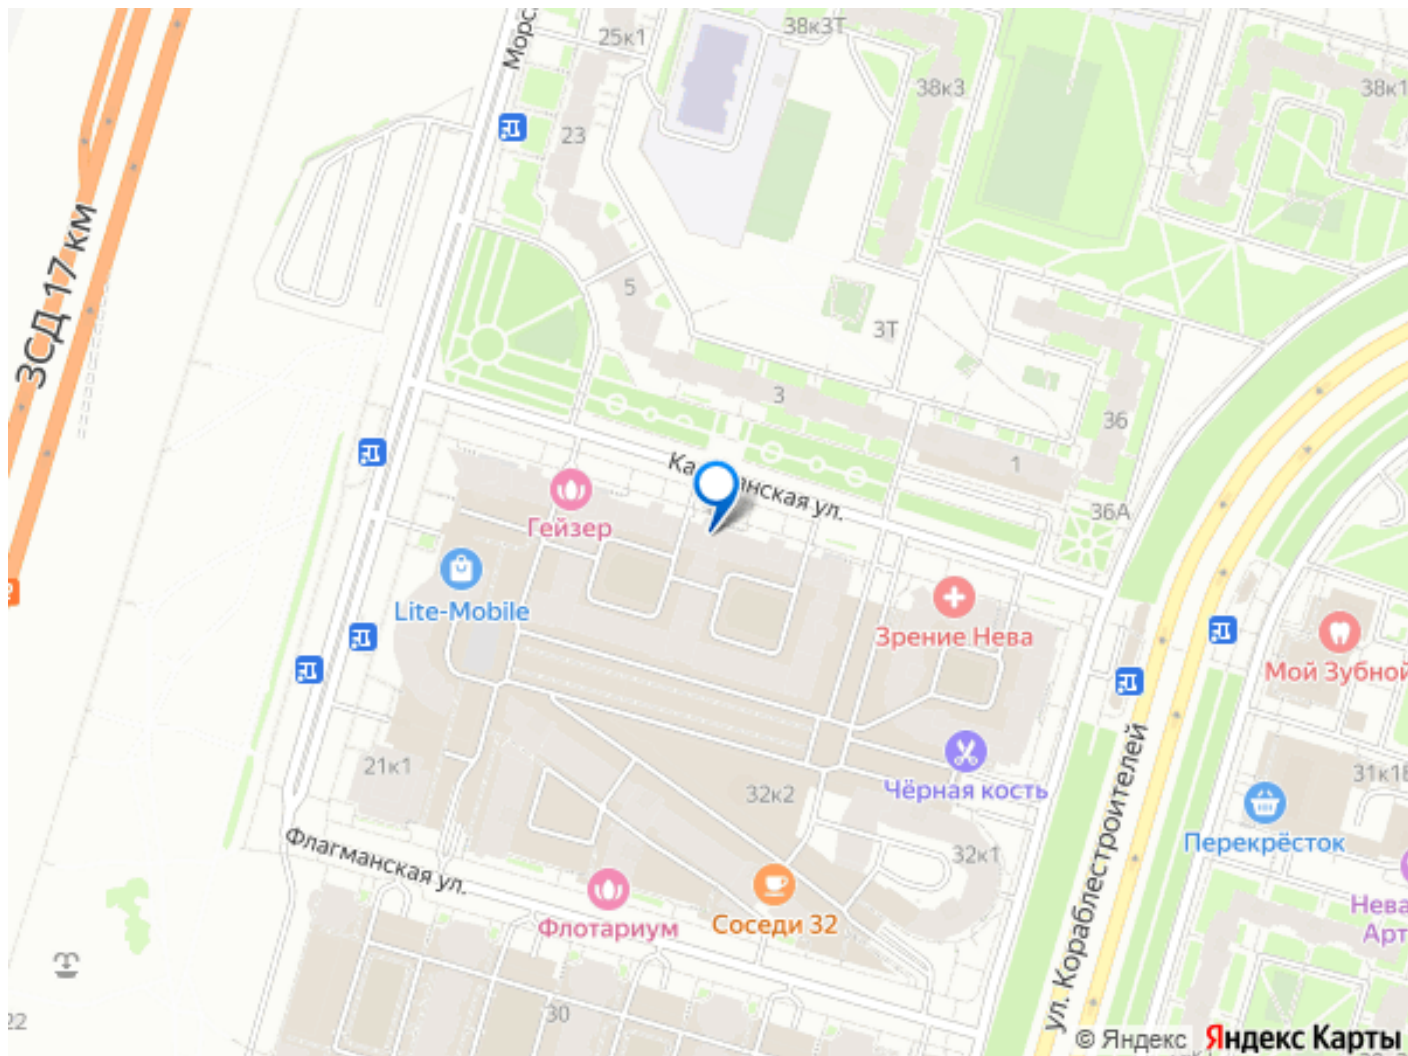 25к1
38к3Т
38к3
38к1
23
ЗСД 17 км
5
3Т
3
36
1
36А
ул.
Гейзер
Lite-Mobile
Зрение Нева
Мой Зубной
21к1
32к2
Чёрная кость
31к1В
Перекрёсток
32к1
Флагманская ул.
Флотариум
Соседи 32
Нева
Арт
ул. Кораблестроителей
30
22
© Яндекс Яндекс Карты